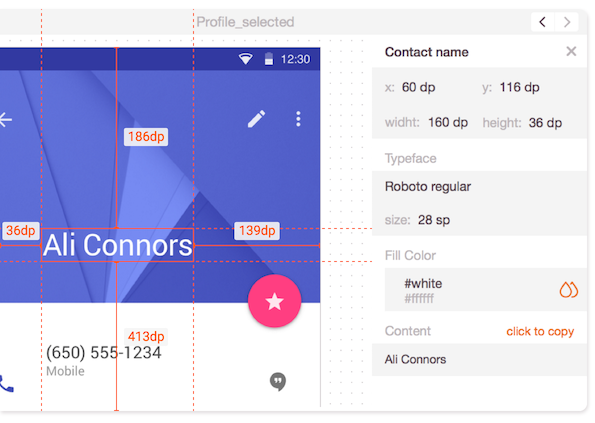 Profile_selected
12:30
186dp
36dp
139dp
Ali Connors
413dp
(650) 555-1234
Mobile
Contact name
x: 60 dp y: 116 dp
widht: 160 dp height: 36 dp
Typeface
Roboto regular
size: 28 sp
Fill Color
#white
#ffffff
Content click to copy
Ali Connors